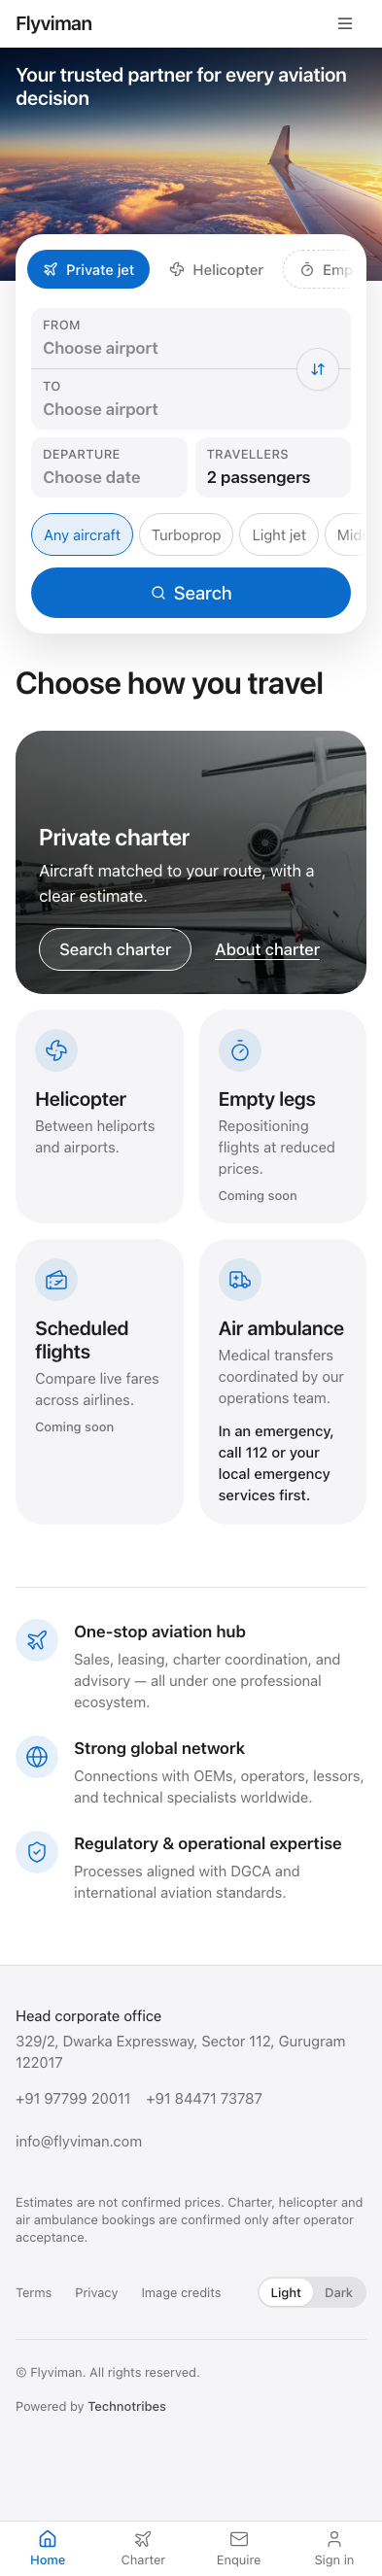 Flyviman
Your trusted partner for every aviation
decision
Private jet
Helicopter
Emp
FROM
Choose airport
TO
Choose airport
DEPARTURE
Choose date
TRAVELLERS
2 passengers
Any aircraft
Turboprop
Light jet
Mid
Search
Choose how you travel
Private charter
Aircraft matched to your route, with a
clear estimate.
Search charter
About charter
Helicopter
Between heliports
and airports.
Empty legs
Repositioning
flights at reduced
prices.
Coming soon
Scheduled
flights
Compare live fares
across airlines.
Coming soon
Air ambulance
Medical transfers
coordinated by our
operations team.
In an emergency,
call 112 or your
local emergency
services first.
One-stop aviation hub
Sales, leasing, charter coordination, and
advisory — all under one professional
ecosystem.
Strong global network
Connections with OEMs, operators, lessors,
and technical specialists worldwide.
Regulatory & operational expertise
Processes aligned with DGCA and
international aviation standards.
Head corporate office
329/2, Dwarka Expressway, Sector 112, Gurugram
122017
+91 97799 20011
+91 84471 73787
info@flyviman.com
Estimates are not confirmed prices. Charter, helicopter and
air ambulance bookings are confirmed only after operator
acceptance.
Terms
Privacy
Image credits
Light
Dark
© Flyviman. All rights reserved.
Powered by Technotribes
Home
Charter
Enquire
Sign in